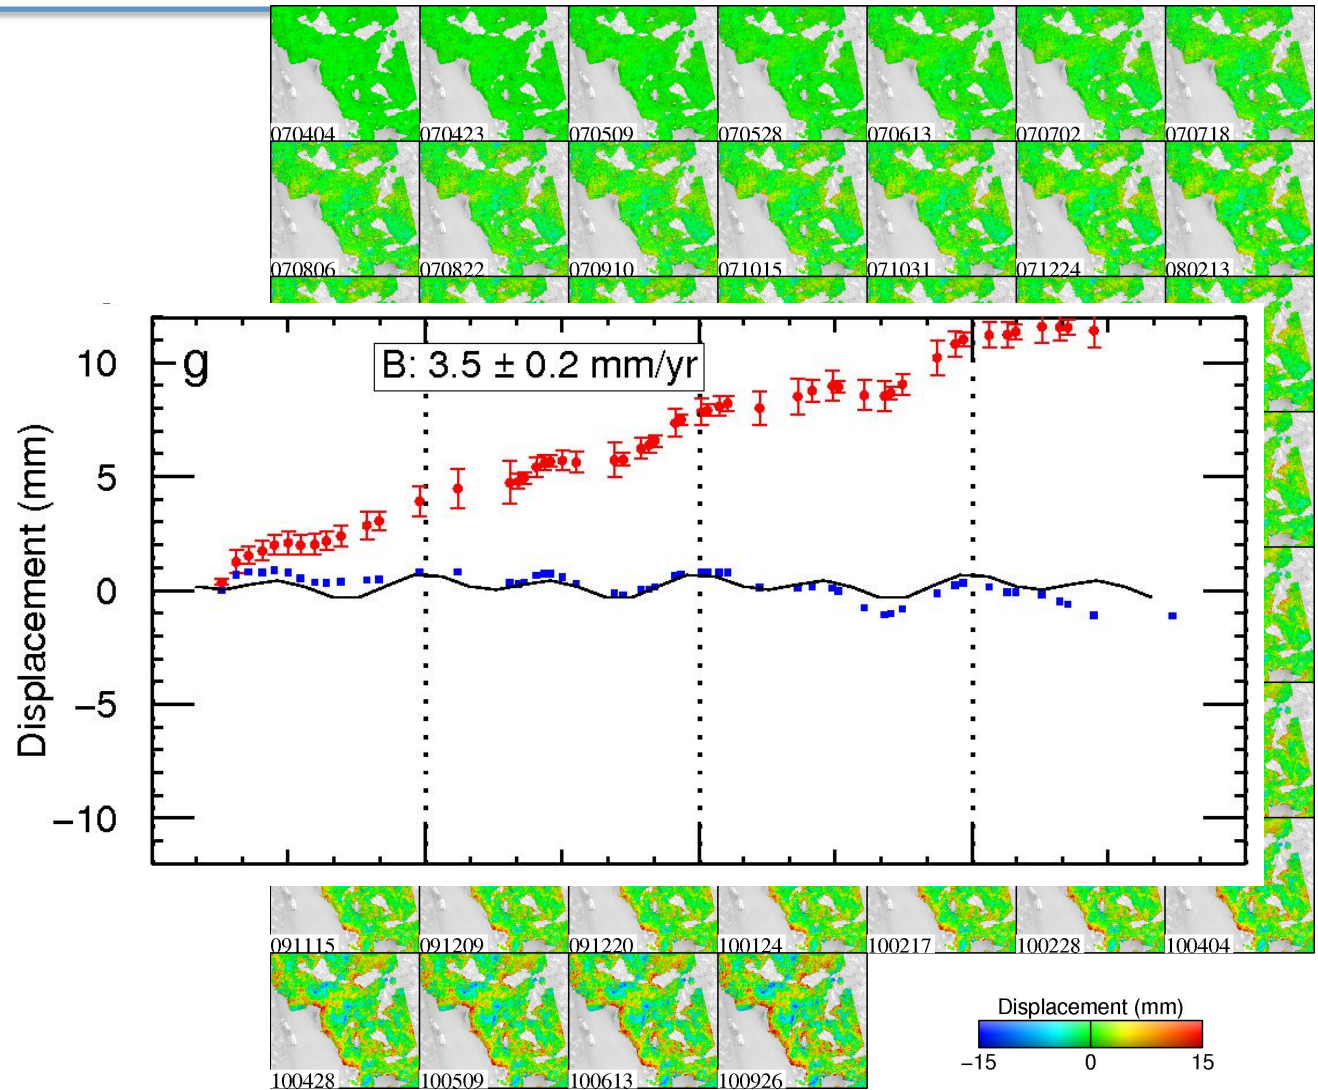 070404 070423 070509 070528 070613 070702 070718
070806 070822 070910 071015 071031 071224 080213
g
B: 3.5 ± 0.2 mm/yr
Displacement (mm)
10
5
0
−5
−10
091115 091209 091220 100124 100217 100228 100404
100428 100509 100613 100926
Displacement (mm)
−15 0 15